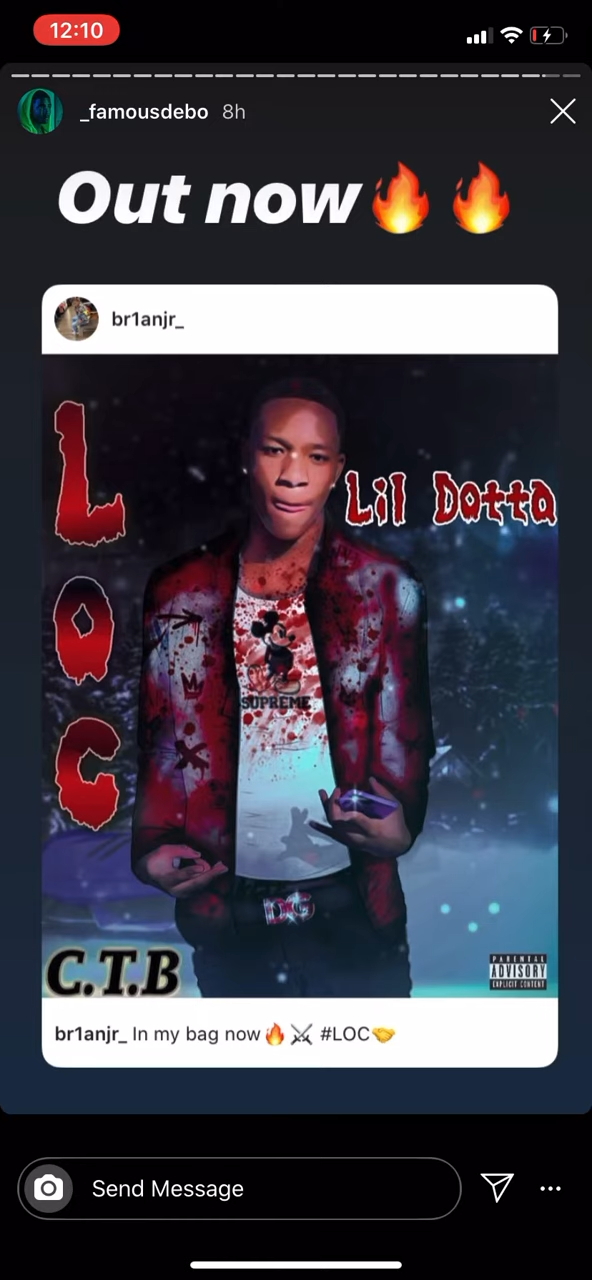 12:10
_famousdebo 8h
Out now🔥🔥
br1anjr_
LOC
Lil Dotta
SUPREME
DG
C.T.B
PARENTAL
ADVISORY
EXPLICIT CONTENT
br1anjr_ In my bag now🔥⚔ #LOC🤝
Send Message